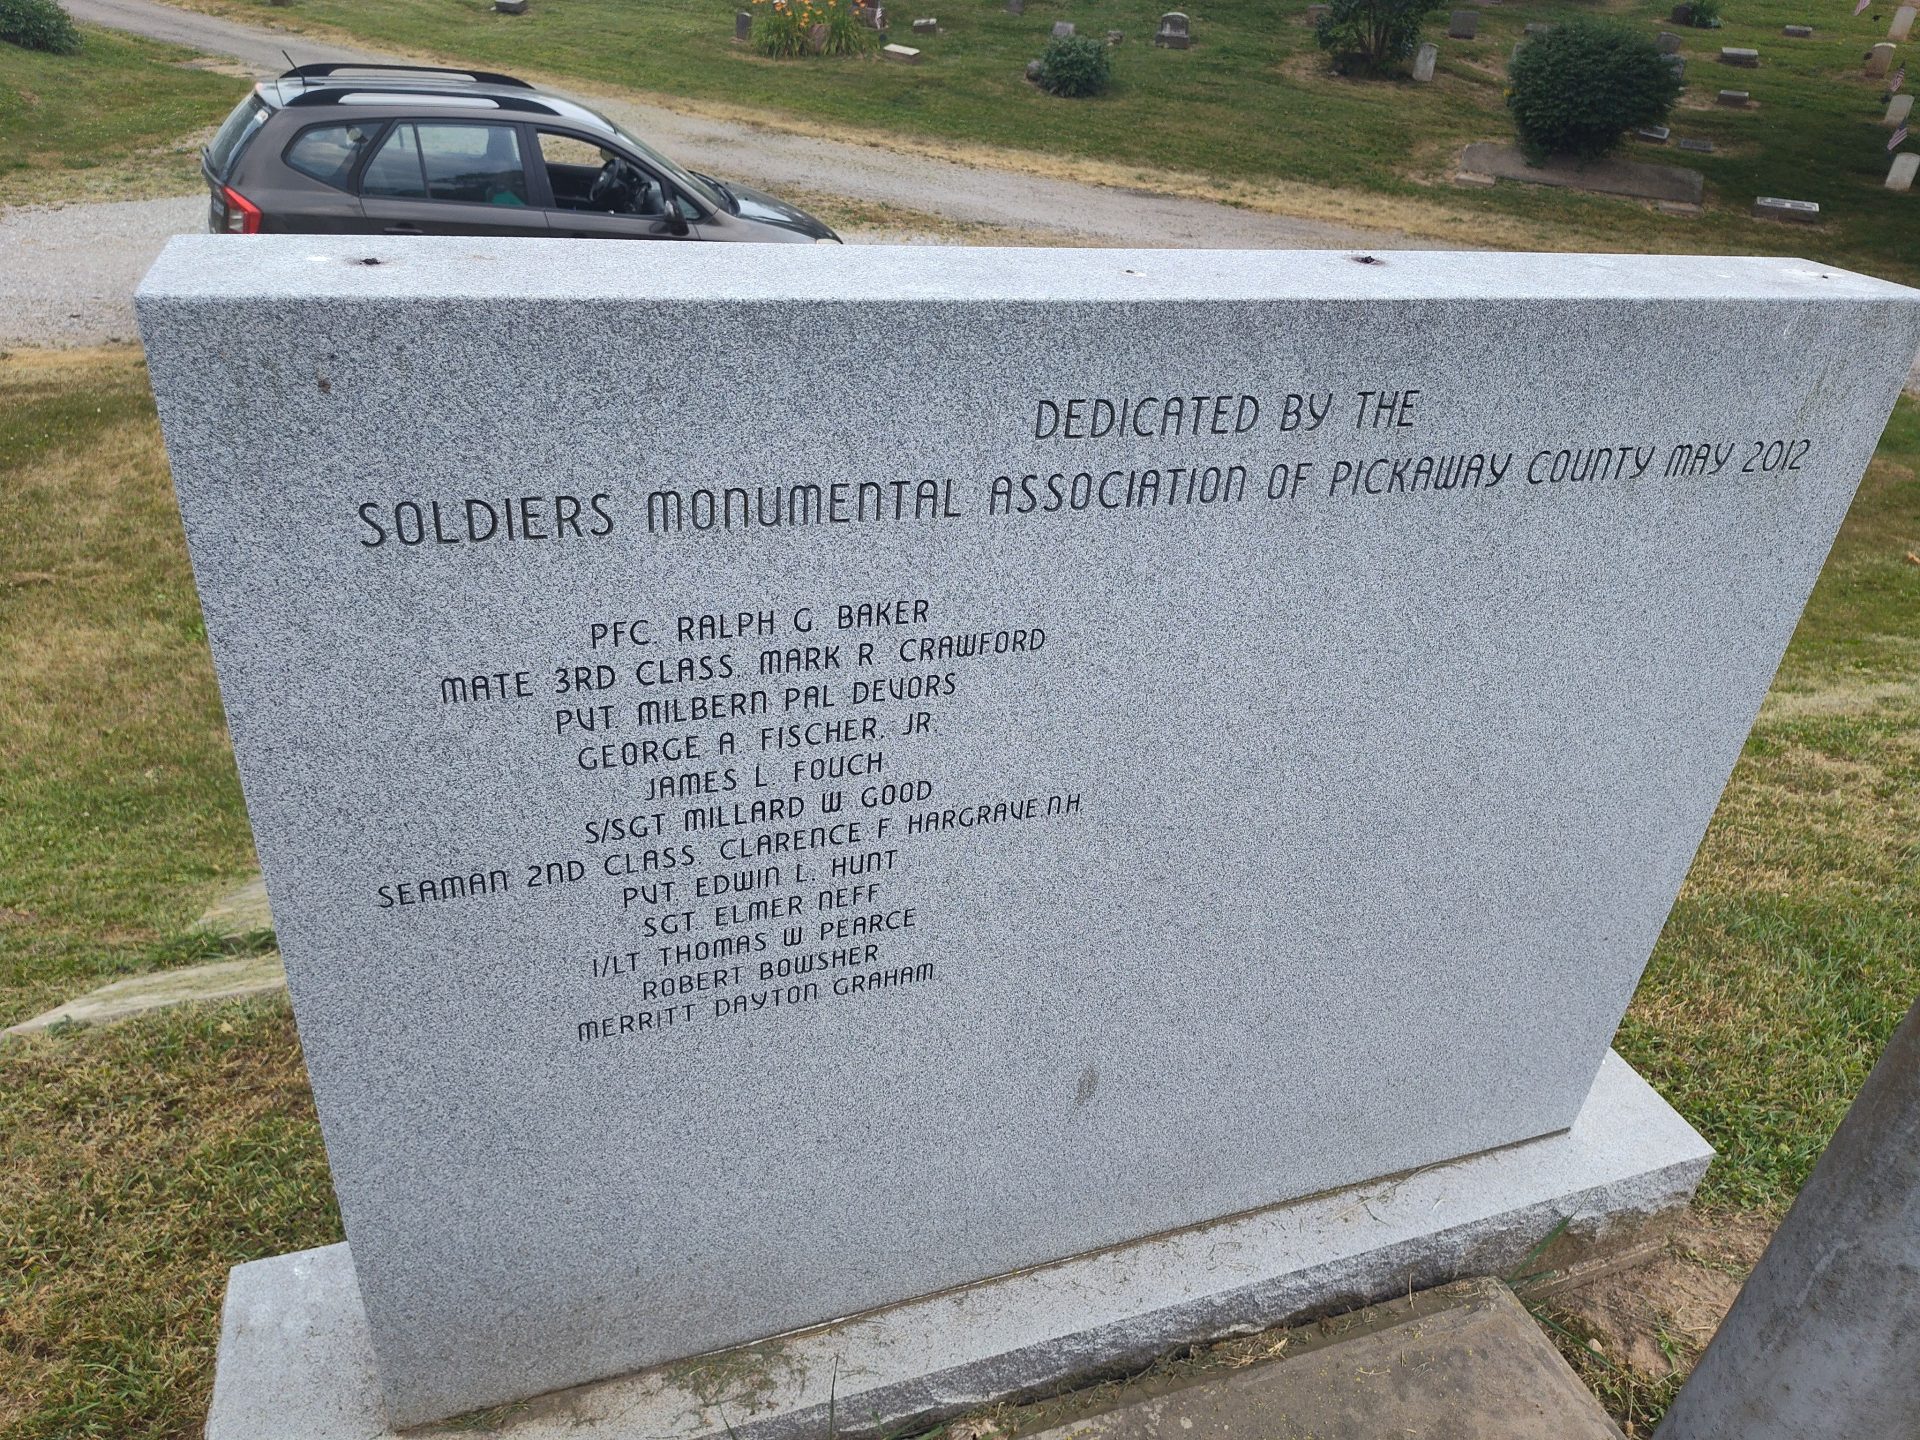 DEDICATED BY THE
SOLDIERS MONUMENTAL ASSOCIATION OF PICKAWAY COUNTY MAY 2012
PFC. RALPH G. BAKER
MATE 3RD CLASS. MARK R. CRAWFORD
PVT. MILBERN PAL DEVORS
GEORGE A. FISCHER, JR.
JAMES L. FOUCH
S/SGT MILLARD W. GOOD
SEAMAN 2ND CLASS. CLARENCE F. HARGRAVE.N.H.
PVT. EDWIN L. HUNT
SGT ELMER NEFF
1/LT THOMAS W. PEARCE
ROBERT BOWSHER
MERRITT DAYTON GRAHAM